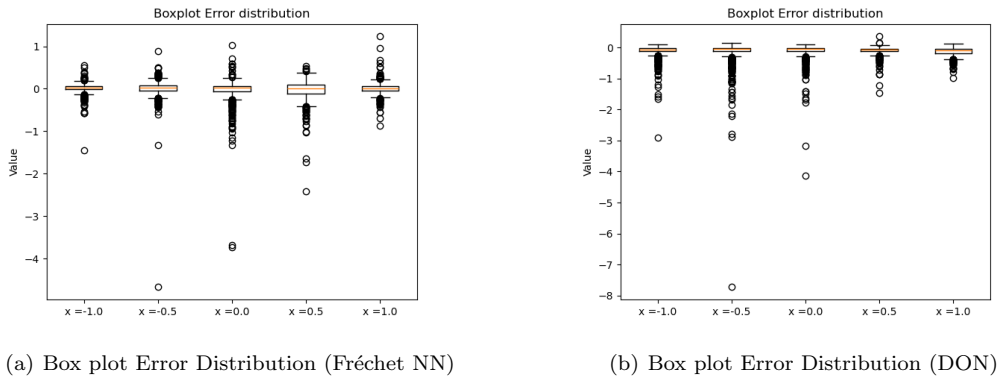 Boxplot Error distribution
Value
1
0
−1
−2
−3
−4
x =-1.0
x =-0.5
x =0.0
x =0.5
x =1.0
(a) Box plot Error Distribution (Fréchet NN)
Boxplot Error distribution
Value
0
−1
−2
−3
−4
−5
−6
−7
−8
x =-1.0
x =-0.5
x =0.0
x =0.5
x =1.0
(b) Box plot Error Distribution (DON)